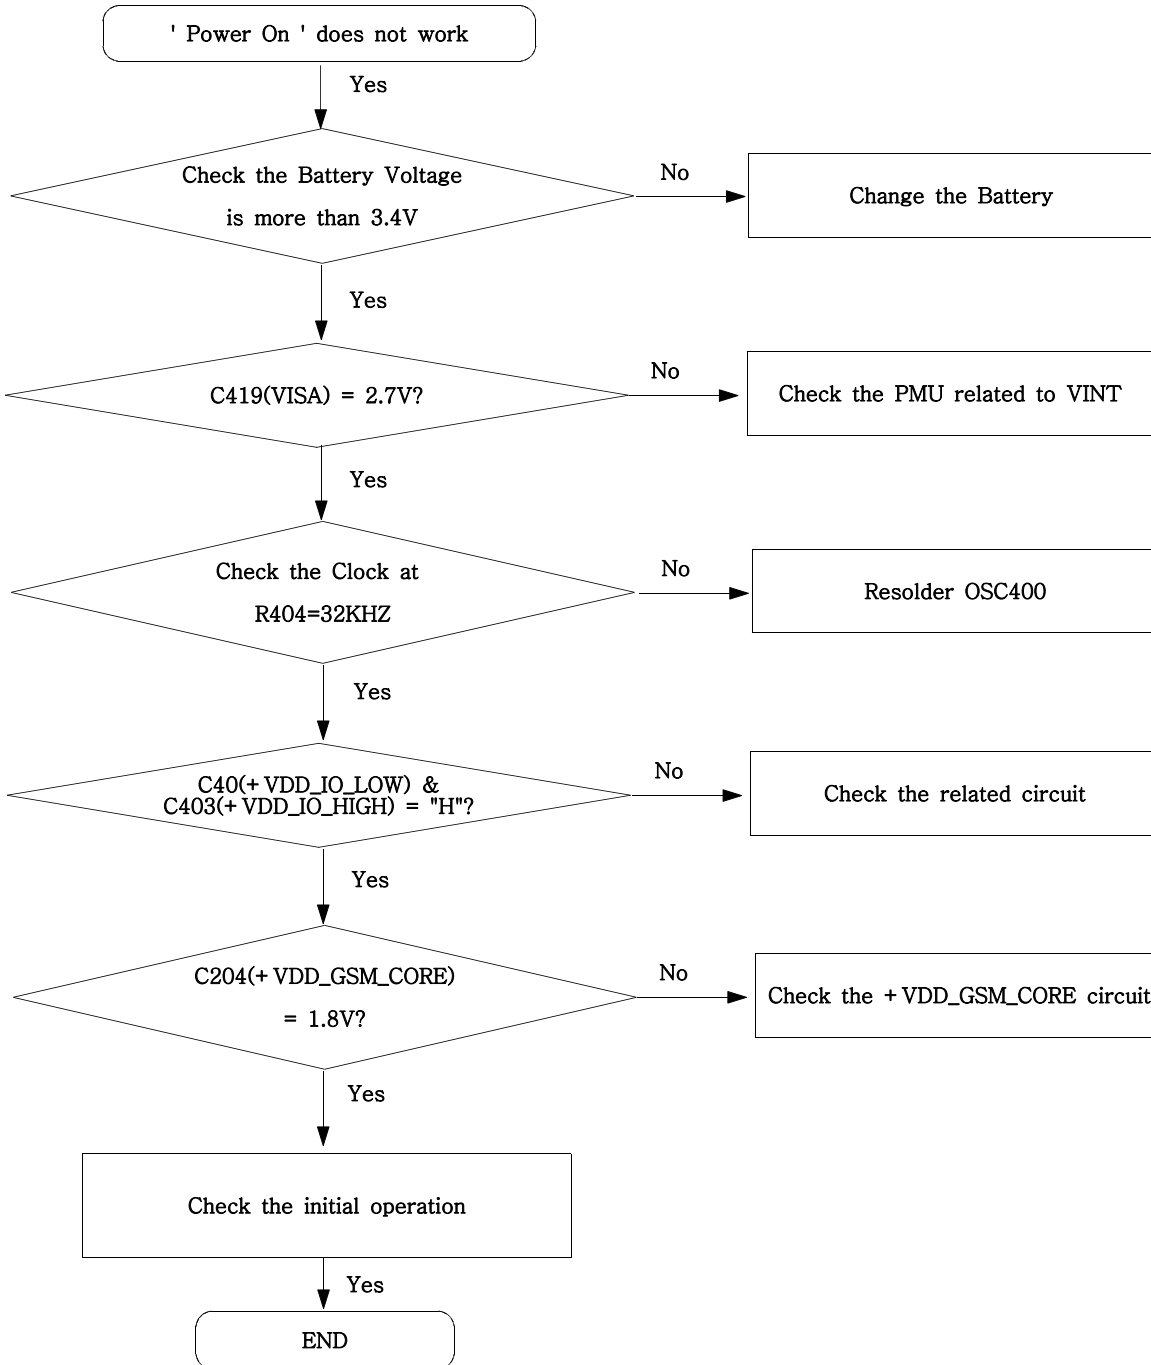 ' Power On ' does not work
Yes
Check the Battery Voltage
is more than 3.4V
No
Change the Battery
Yes
C419(VISA) = 2.7V?
No
Check the PMU related to VINT
Yes
Check the Clock at
R404=32KHZ
No
Resolder OSC400
Yes
C40(+VDD_IO_LOW) &
C403(+VDD_IO_HIGH) = "H"?
No
Check the related circuit
Yes
C204(+VDD_GSM_CORE)
= 1.8V?
No
Check the +VDD_GSM_CORE circuit
Yes
Check the initial operation
Yes
END